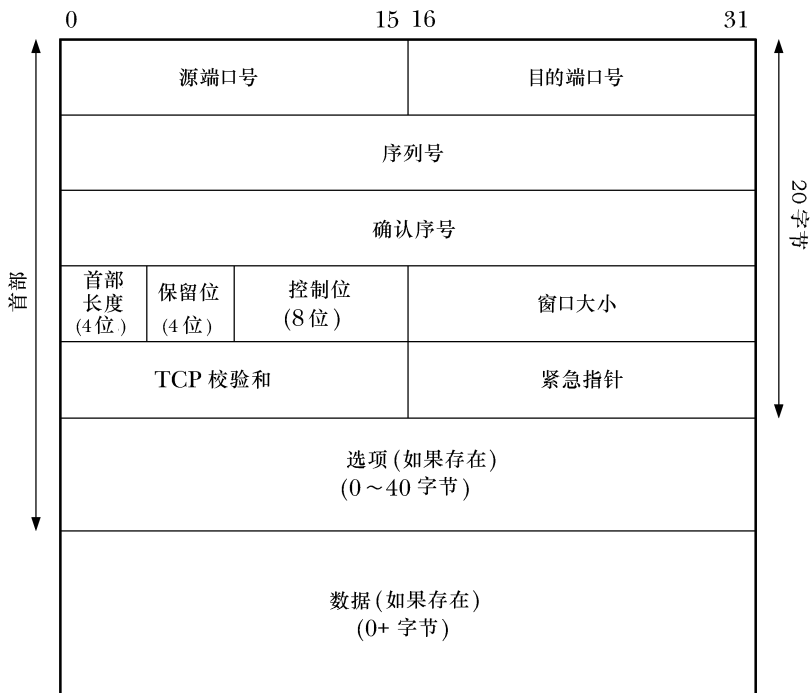 0 15 16 31
源端口号 目的端口号
序列号
确认序号
首部
长度
(4位)
保留位
(4位)
控制位
(8位)
窗口大小
TCP 校验和 紧急指针
选项(如果存在)
(0～40 字节)
数据(如果存在)
(0+ 字节)
首部
20字节